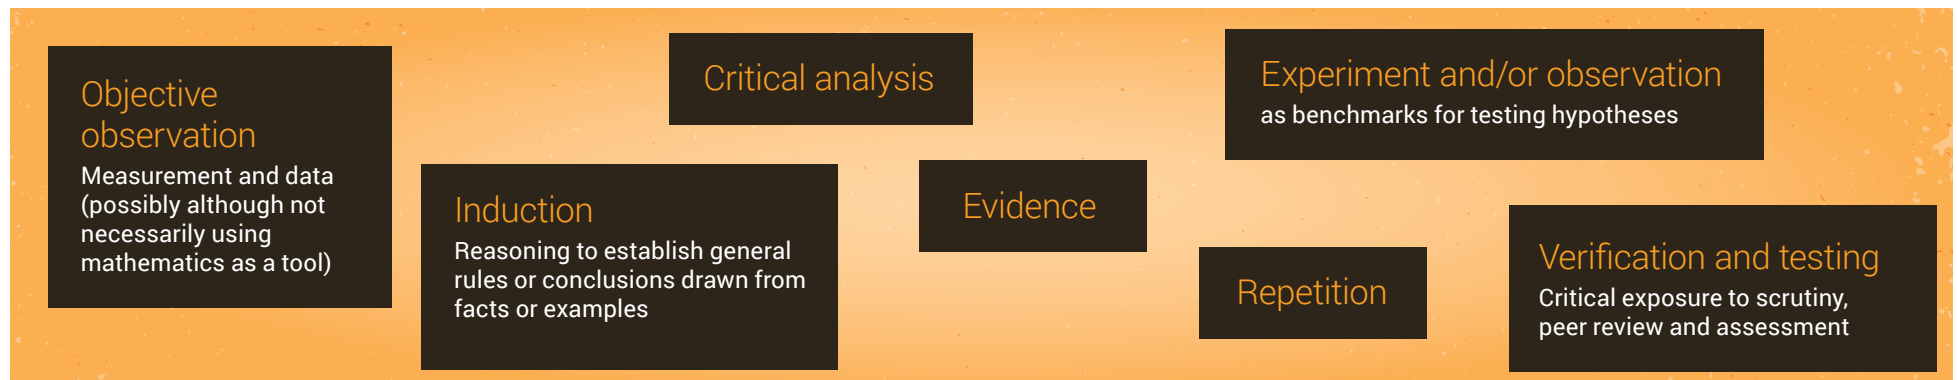 Objective
observation
Measurement and data
(possibly although not
necessarily using
mathematics as a tool)
Critical analysis
Induction
Reasoning to establish general
rules or conclusions drawn from
facts or examples
Evidence
Experiment and/or observation
as benchmarks for testing hypotheses
Repetition
Verification and testing
Critical exposure to scrutiny,
peer review and assessment